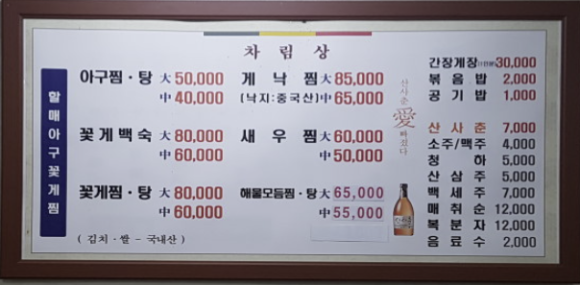 차림상
할매아구꽃게찜
아구찜·탕 大 50,000
中 40,000
꽃게백숙 大 80,000
中 60,000
꽃게찜·탕 大 80,000
中 60,000
(김치·쌀-국내산)
게낙찜 大 85,000
(낙지:중국산) 中 65,000
새우찜 大 60,000
中 50,000
해물모듬찜·탕 大 65,000
中 55,000
산사춘
愛
빠졌다
간장게장 30,000
볶음밥 2,000
공기밥 1,000
산사춘 7,000
소주/맥주 4,000
청하 5,000
산삼주 5,000
백세주 7,000
매취순 12,000
복분자 12,000
음료수 2,000